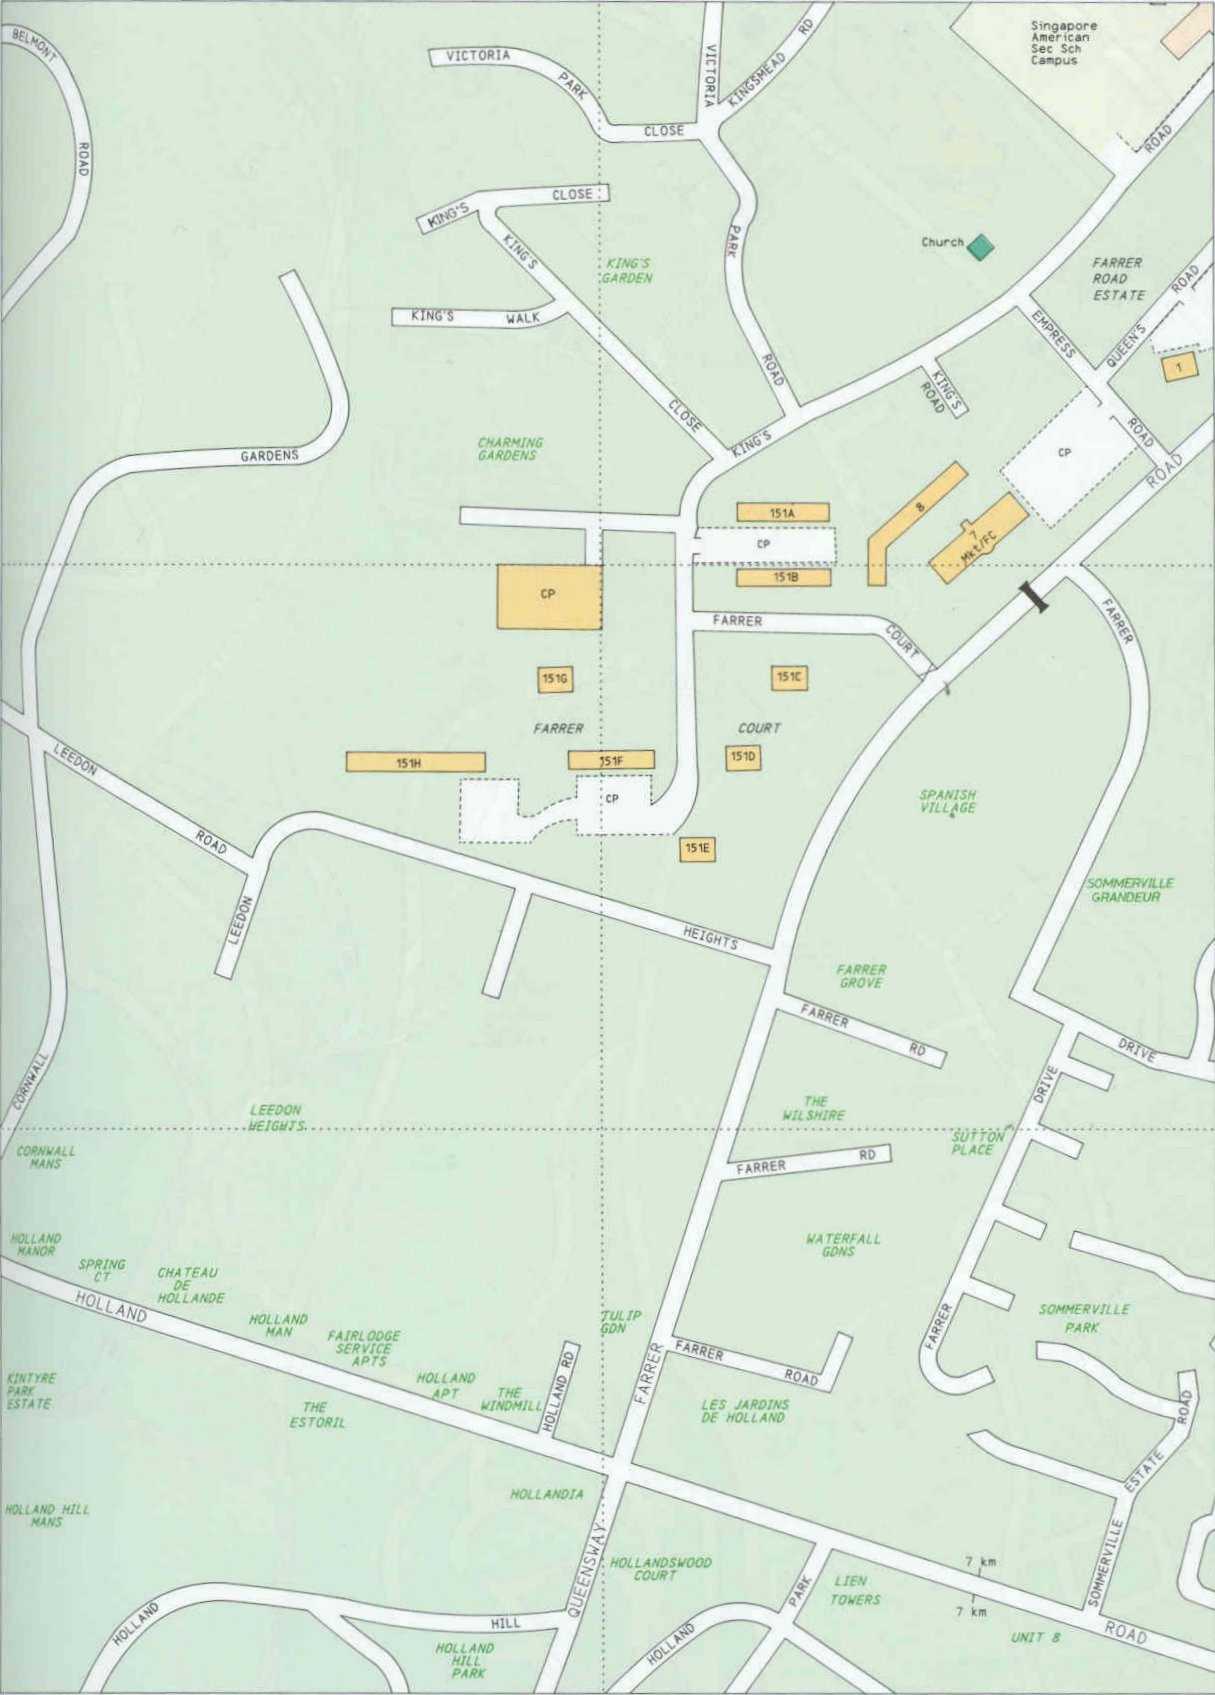 BELMONT
ROAD
VICTORIA
PARK
CLOSE
VICTORIA
KINGSMEAD RD
Singapore
American
Sec Sch
Campus
ROAD
KING'S
CLOSE
KING'S
PARK
Church
KING'S
GARDEN
FARRER
ROAD
ESTATE
ROAD
QUEEN'S
EMPRESS
KING'S WALK
1
ROAD
KING'S
ROAD
CLOSE
KING'S
ROAD
CHARMING
GARDENS
GARDENS
CP
ROAD
151A
8
CP
7
Mkt/FC
151B
CP
FARRER
COURT
FARRER
151G
151C
FARRER
COURT
151H
151F
151D
LEEDON
CP
SPANISH
VILLAGE
ROAD
151E
SOMMERVILLE
GRANDEUR
LEEDON
HEIGHTS
FARRER
GROVE
FARRER
RD
DRIVE
CORNWALL
DRIVE
LEEDON
HEIGHTS
THE
WILSHIRE
CORNWALL
MANS
SUTTON
PLACE
FARRER RD
HOLLAND
MANOR
SPRING
CT
CHATEAU
DE
HOLLANDE
WATERFALL
GDNS
HOLLAND
HOLLAND
MAN
FAIRLODGE
SERVICE
APTS
TULIP
GDN
SOMMERVILLE
PARK
FARRER
FARRER
ROAD
FARRER
KINTYRE
PARK
ESTATE
HOLLAND
APT
THE
WINDMILL
HOLLAND RD
THE
ESTORIL
LES JARDINS
DE HOLLAND
ROAD
ESTATE
HOLLANDIA
HOLLAND HILL
MANS
QUEENSWAY
HOLLANDSWOOD
COURT
PARK
LIEN
TOWERS
7 km
7 km
SOMMERVILLE
HOLLAND
HILL
HOLLAND
HILL
PARK
HOLLAND
UNIT 8
ROAD